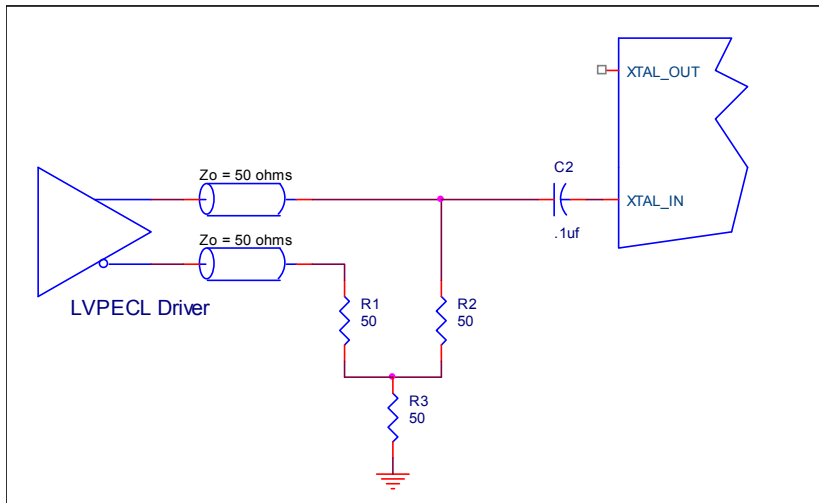 XTAL_OUT
Zo = 50 ohms
C2
XTAL_IN
.1uf
Zo = 50 ohms
LVPECL Driver
R1
50
R2
50
R3
50